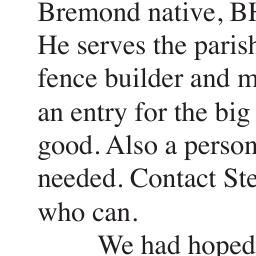 Bremond native, BH
He serves the parish
fence builder and m
an entry for the big
good. Also a person
needed. Contact Ste
who can.
We had hoped